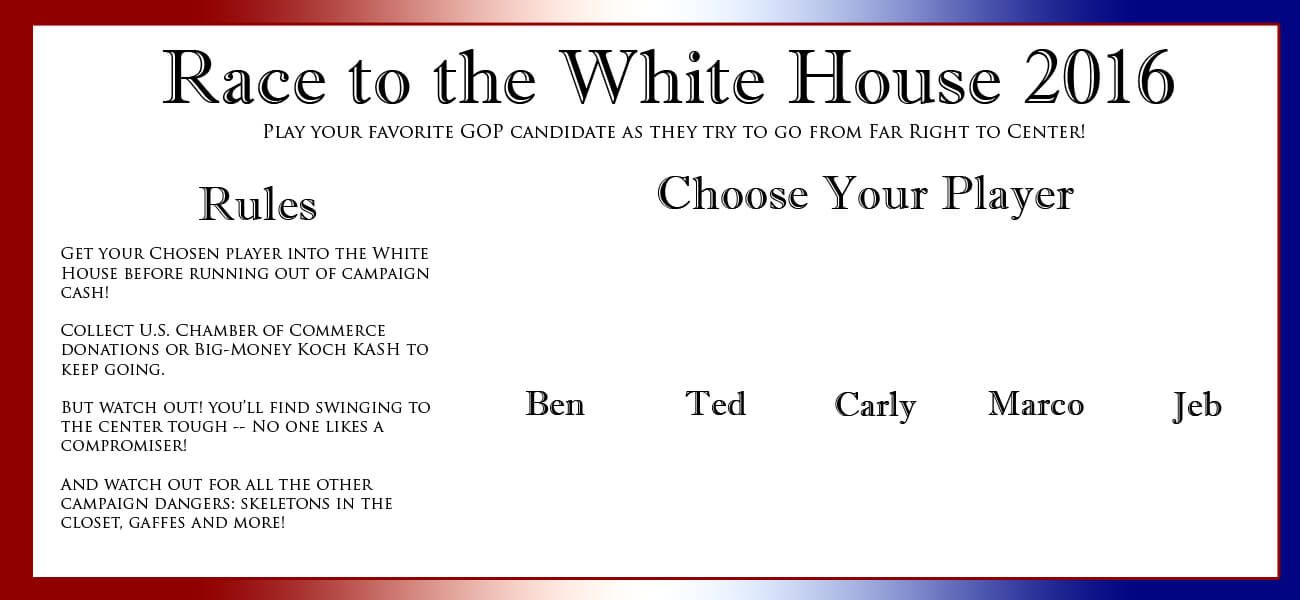 Race to the White House 2016
Play your favorite GOP candidate as they try to go from Far Right to Center!
Rules
Get your Chosen player into the White
House before running out of campaign
cash!
Collect U.S. Chamber of Commerce
donations or Big-Money Koch KASH to
keep going.
But watch out! you'll find swinging to
the center tough -- No one likes a
compromiser!
And watch out for all the other
campaign dangers: skeletons in the
closet, gaffes and more!
Choose Your Player
Ben Ted Carly Marco Jeb